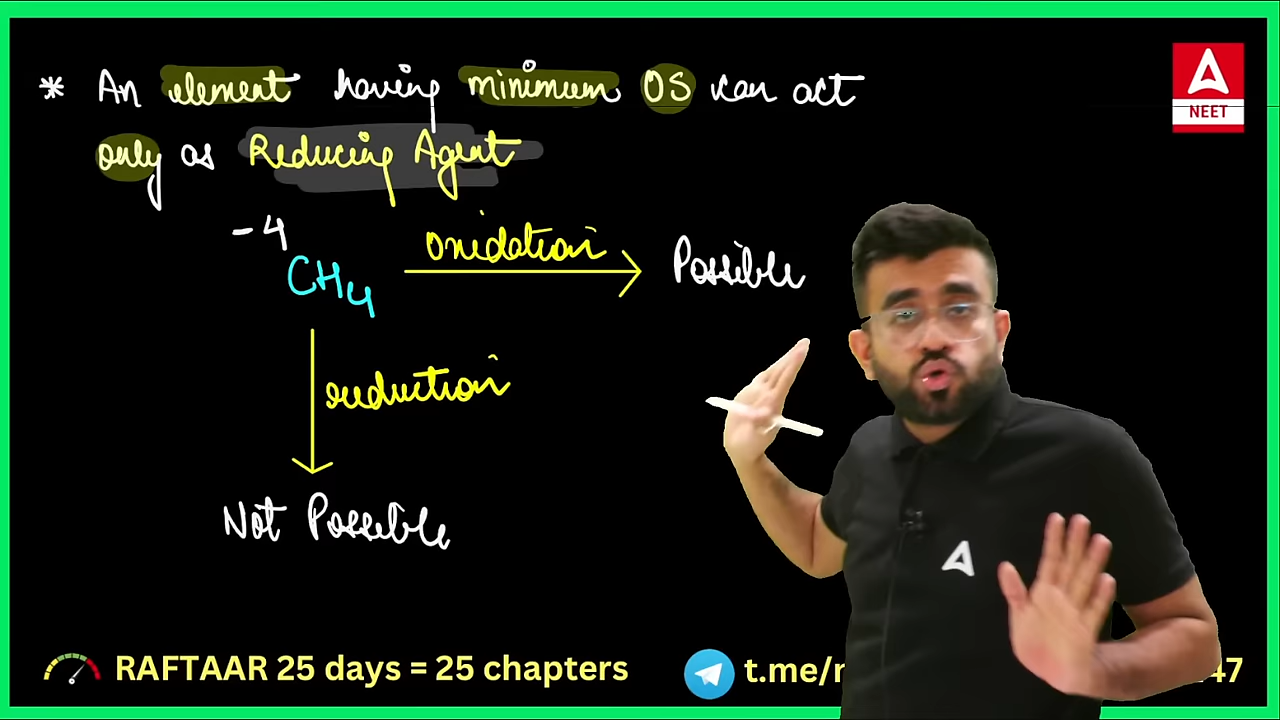 * An element having minimum OS can act
only as Reducing Agent
-4
CH4
oxidation
Possible
reduction
Not Possible
NEET
RAFTAAR 25 days = 25 chapters
t.me/
47